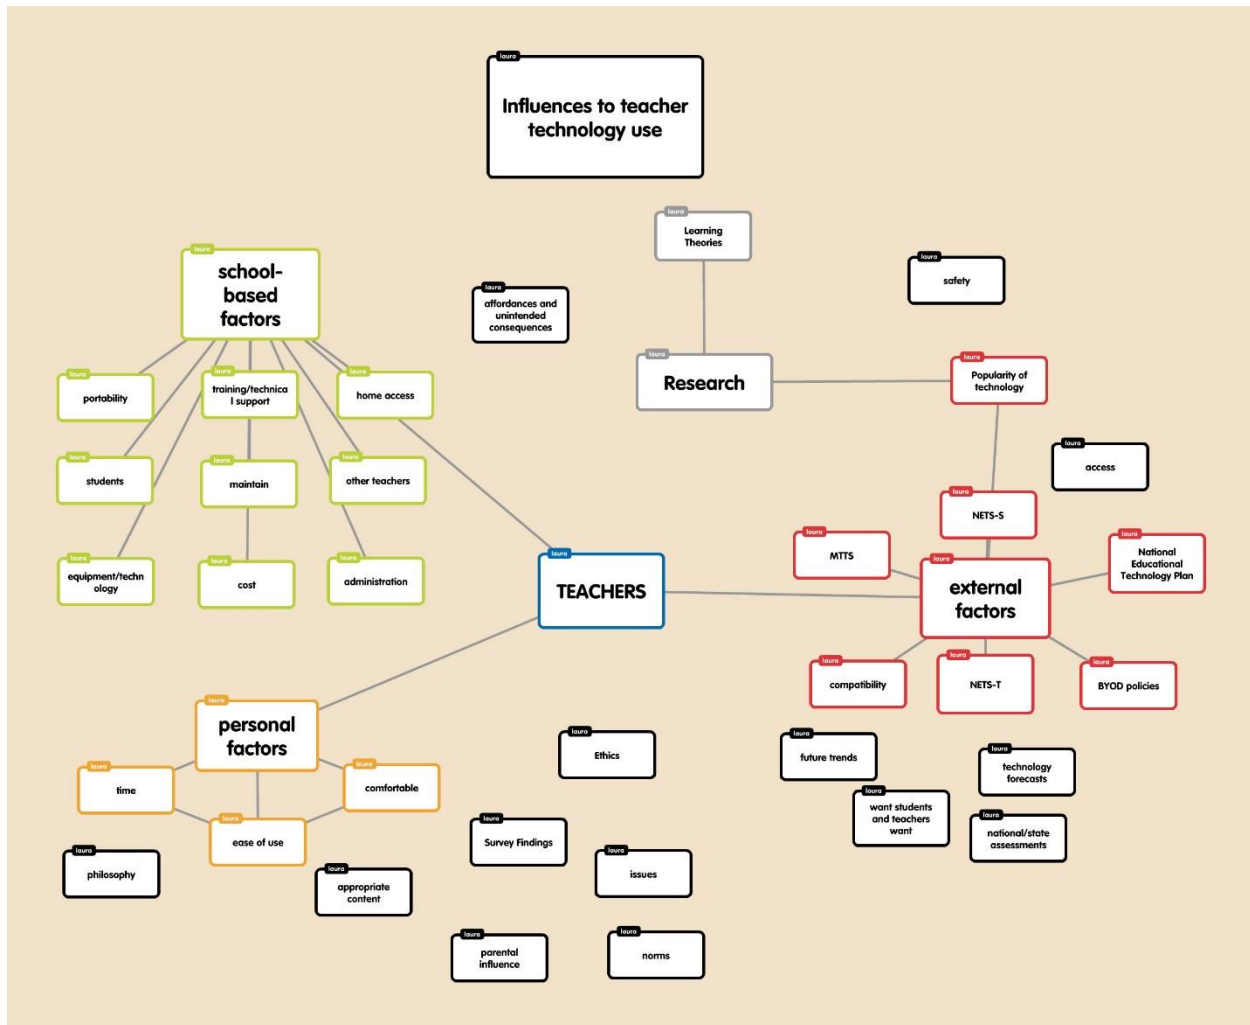 laura
Influences to teacher
technology use
laura
Learning
Theories
laura
school-
based
factors
laura
affordances and
unintended
consequences
laura
safety
laura
Research
laura
Popularity of
technology
laura
portability
laura
training/technica
l support
laura
home access
laura
students
laura
maintain
laura
other teachers
laura
access
laura
NETS-S
laura
MTTS
laura
National
Educational
Technology Plan
laura
equipment/techn
ology
laura
cost
laura
administration
laura
TEACHERS
laura
external
factors
laura
compatibility
laura
NETS-T
laura
BYOD policies
laura
personal
factors
laura
time
laura
comfortable
laura
ease of use
laura
Ethics
laura
future trends
laura
technology
forecasts
laura
want students
and teachers
want
laura
national/state
assessments
laura
Survey Findings
laura
issues
laura
philosophy
laura
appropriate
content
laura
parental
influence
laura
norms